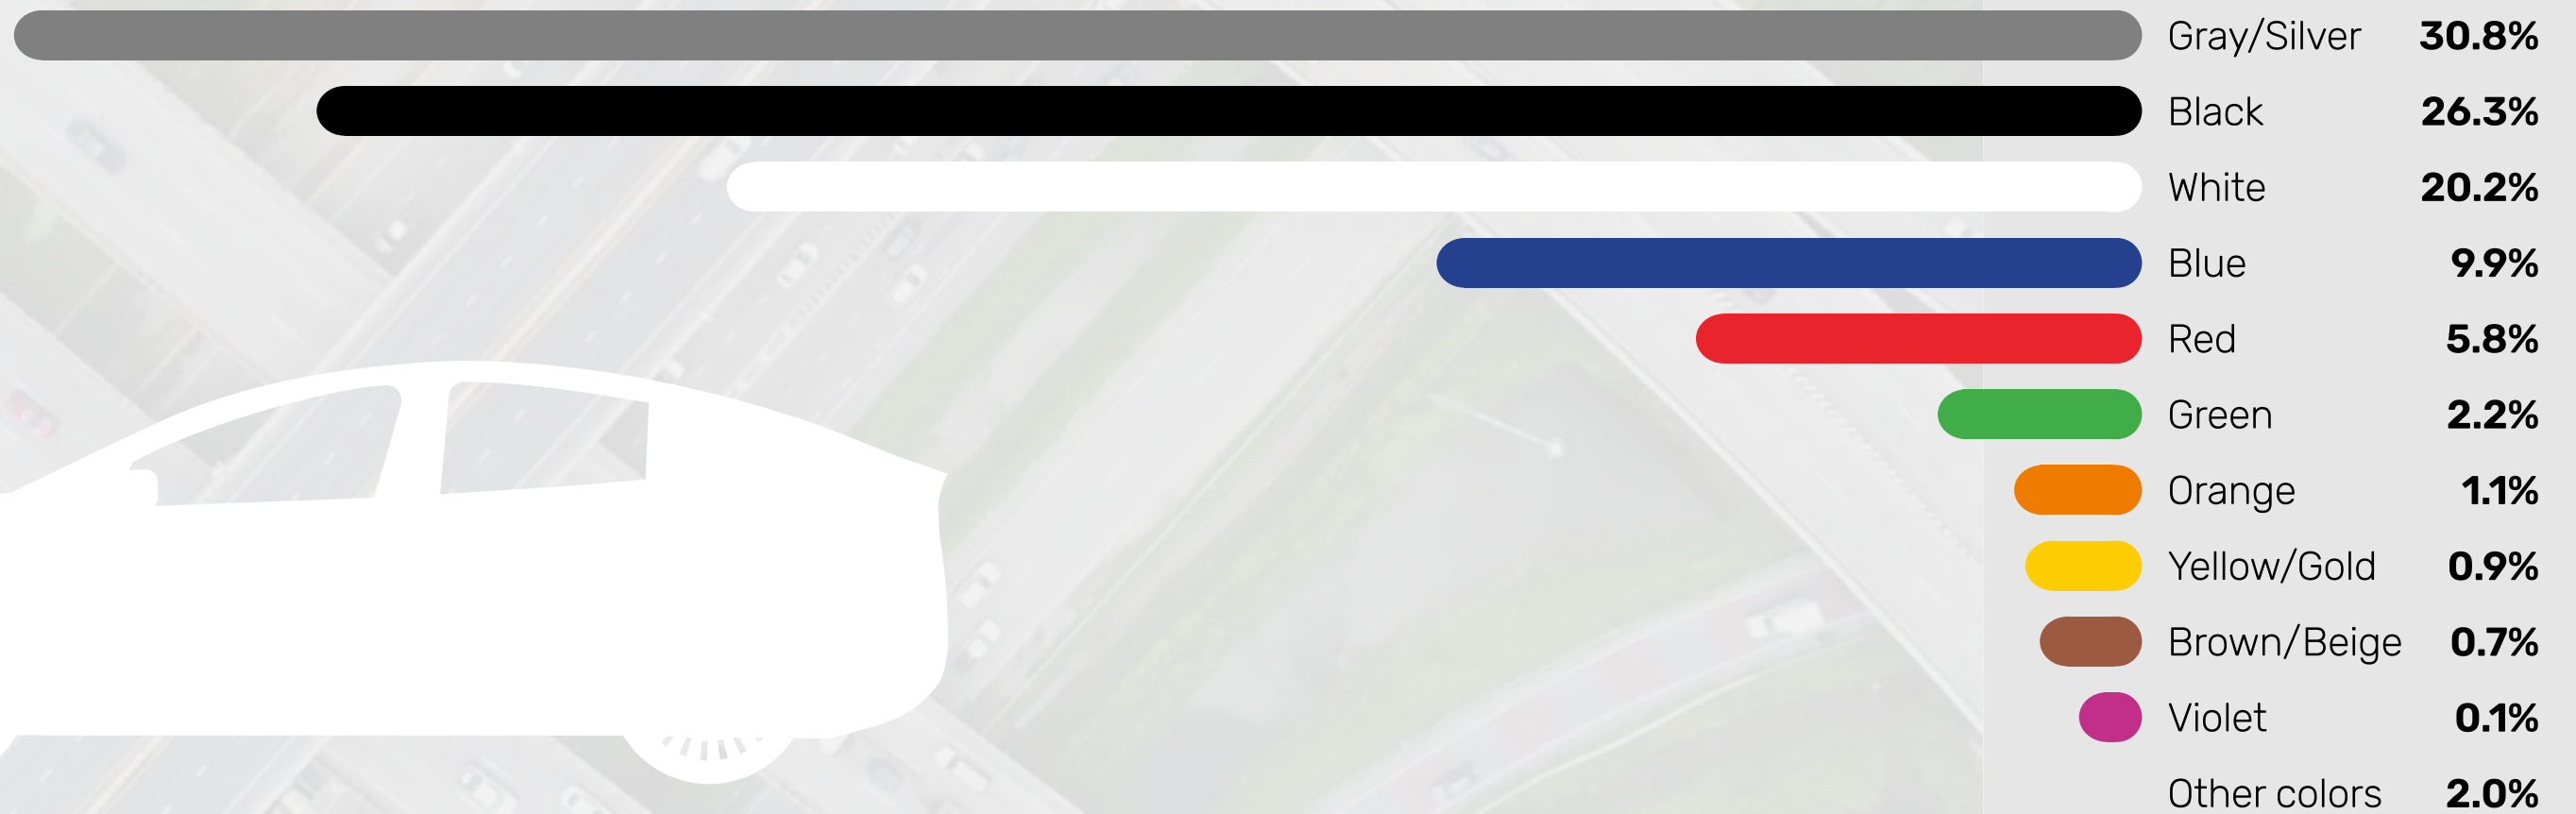 Gray/Silver 30.8%
Black 26.3%
White 20.2%
Blue 9.9%
Red 5.8%
Green 2.2%
Orange 1.1%
Yellow/Gold 0.9%
Brown/Beige 0.7%
Violet 0.1%
Other colors 2.0%